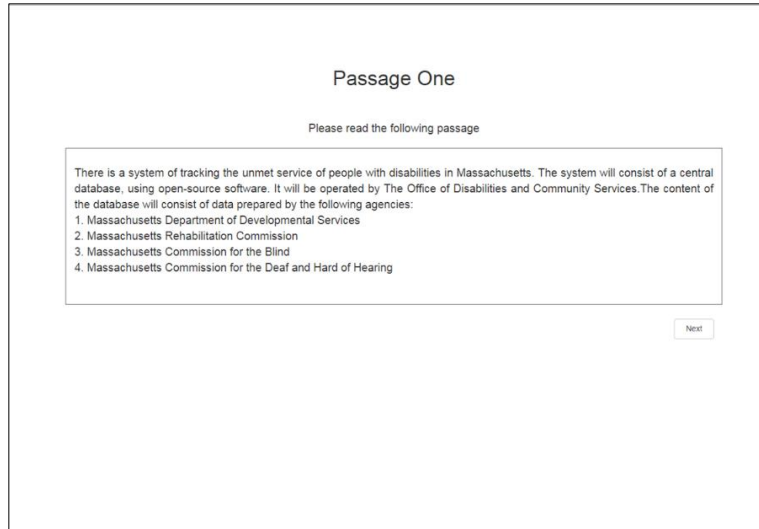 Passage One
Please read the following passage
There is a system of tracking the unmet service of people with disabilities in Massachusetts. The system will consist of a central
database, using open-source software. It will be operated by The Office of Disabilities and Community Services.The content of
the database will consist of data prepared by the following agencies:
1. Massachusetts Department of Developmental Services
2. Massachusetts Rehabilitation Commission
3. Massachusetts Commission for the Blind
4. Massachusetts Commission for the Deaf and Hard of Hearing
Next